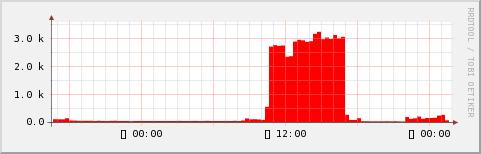 3.0 k
2.0 k
1.0 k
0.0
00:00
12:00
00:00
RRDTOOL / TOBI OETIKER